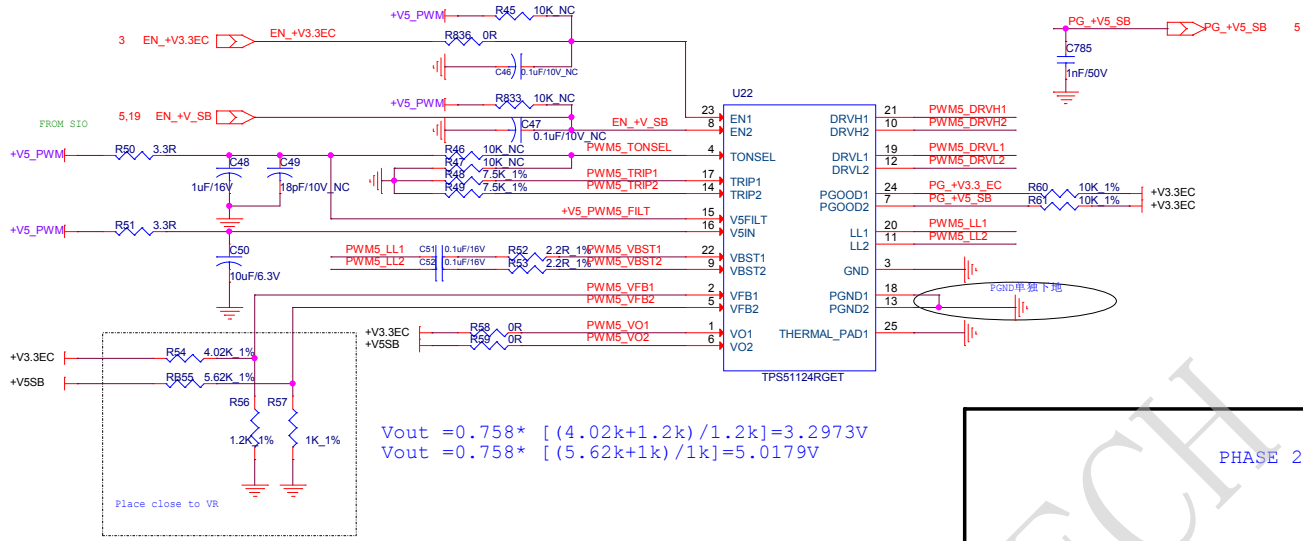 +V5_PWM
R45
10K_NC
3
EN_+V3.3EC
EN_+V3.3EC
R836
0R
C46
0.1uF/10V_NC
+V5_PWM
R833
10K_NC
FROM SIO
5,19
EN_+V_SB
C47
0.1uF/10V_NC
EN_+V_SB
+V5_PWM
R50
3.3R
C48
1uF/16V
C49
18pF/10V_NC
R46
10K_NC
PWM5_TONSEL
R47
10K_NC
R48
7.5K_1%
PWM5_TRIP1
R49
7.5K_1%
PWM5_TRIP2
+V5_PWM5_FILT
+V5_PWM
R51
3.3R
C50
10uF/6.3V
PWM5_LL1
C51
0.1uF/16V
R52
2.2R_1%
PWM5_VBST1
PWM5_LL2
C52
0.1uF/16V
R53
2.2R_1%
PWM5_VBST2
PWM5_VFB1
PWM5_VFB2
+V3.3EC
R58
0R
PWM5_VO1
+V5SB
R59
0R
PWM5_VO2
+V3.3EC
R54
4.02K_1%
+V5SB
RB55
5.62K_1%
R56
1.2K_1%
R57
1K_1%
Place close to VR
U22
23
EN1
8
EN2
4
TONSEL
17
TRIP1
14
TRIP2
15
V5FILT
16
V5IN
22
VBST1
9
VBST2
2
VFB1
5
VFB2
1
VO1
6
VO2
DRVH1
21
PWM5_DRVH1
DRVH2
10
PWM5_DRVH2
DRVL1
19
PWM5_DRVL1
DRVL2
12
PWM5_DRVL2
PGOOD1
24
PG_+V3.3_EC
R60
10K_1%
+V3.3EC
PGOOD2
7
PG_+V5_SB
R61
10K_1%
+V3.3EC
LL1
20
PWM5_LL1
LL2
11
PWM5_LL2
GND
3
PGND1
18
PGND单独下地
PGND2
13
THERMAL_PAD1
25
TPS51124RGET
PG_+V5_SB
PG_+V5_SB
5
C785
1nF/50V
Vout =0.758* [(4.02k+1.2k)/1.2k]=3.2973V
Vout =0.758* [(5.62k+1k)/1k]=5.0179V
PHASE 2
ECH